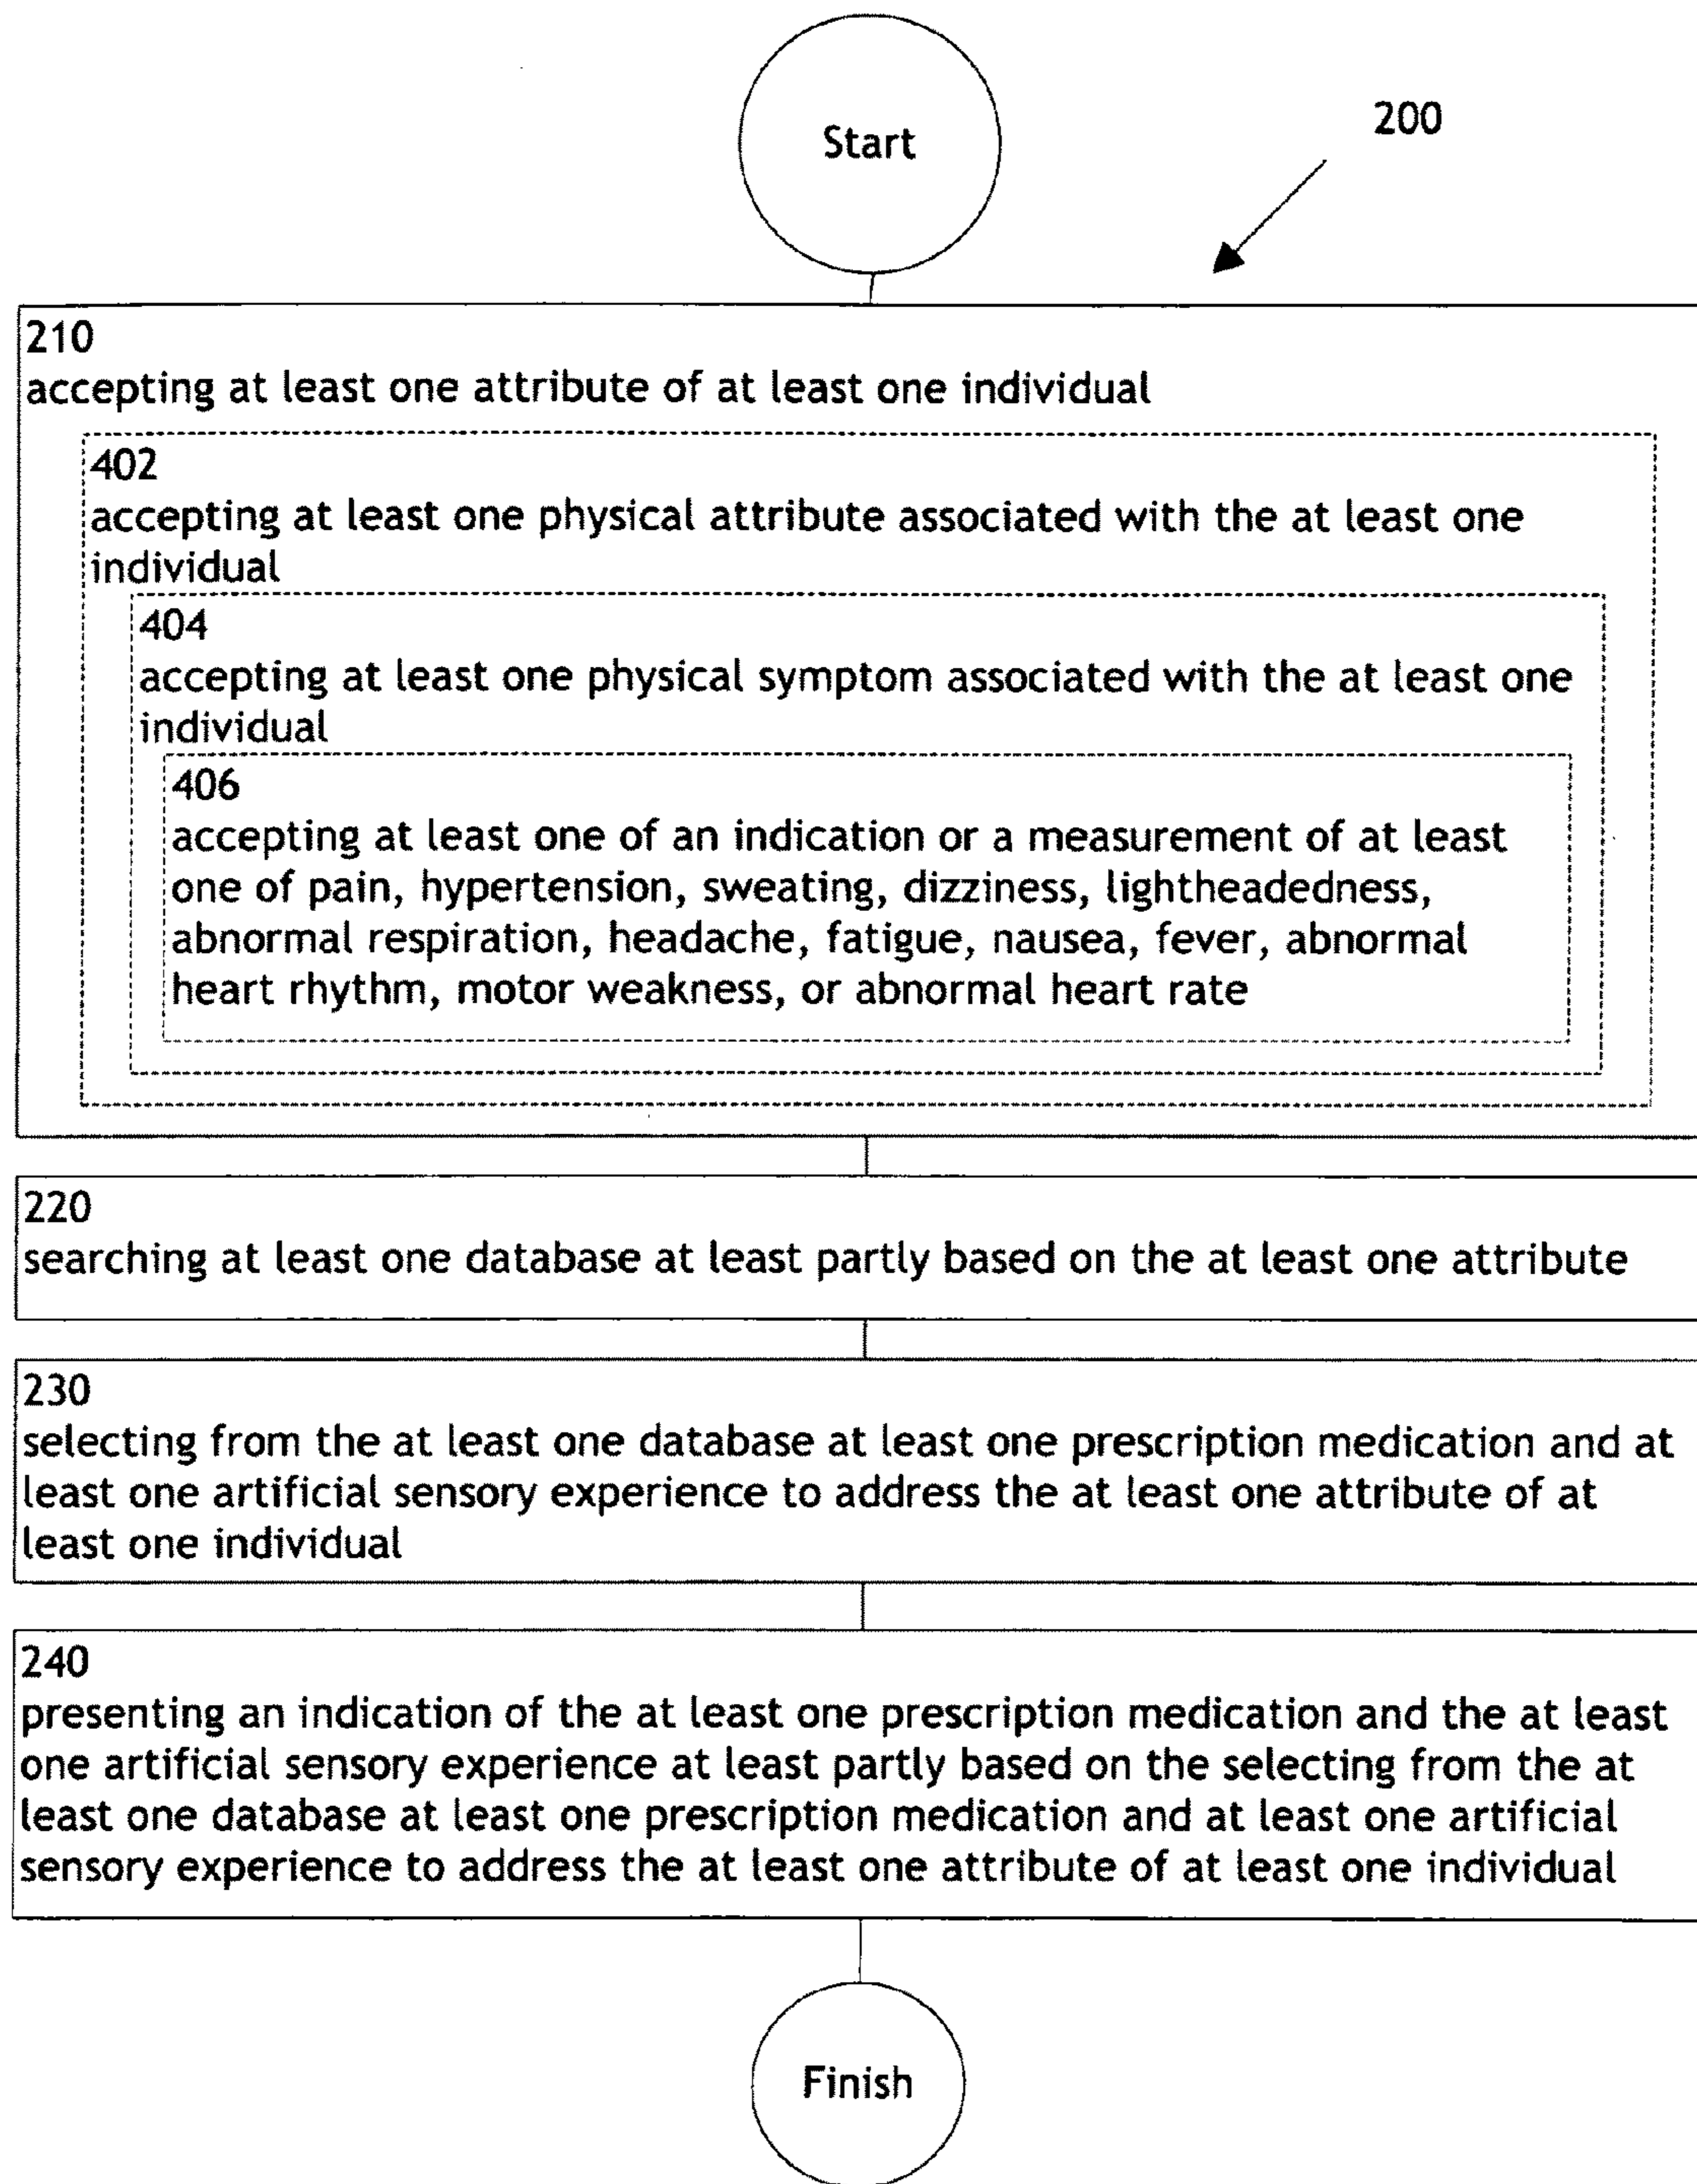 Start
200
210
accepting at least one attribute of at least one individual
402
accepting at least one physical attribute associated with the at least one
individual
404
accepting at least one physical symptom associated with the at least one
individual
406
accepting at least one of an indication or a measurement of at least
one of pain, hypertension, sweating, dizziness, lightheadedness,
abnormal respiration, headache, fatigue, nausea, fever, abnormal
heart rhythm, motor weakness, or abnormal heart rate
220
searching at least one database at least partly based on the at least one attribute
230
selecting from the at least one database at least one prescription medication and at
least one artificial sensory experience to address the at least one attribute of at
least one individual
240
presenting an indication of the at least one prescription medication and the at least
one artificial sensory experience at least partly based on the selecting from the at
least one database at least one prescription medication and at least one artificial
sensory experience to address the at least one attribute of at least one individual
Finish